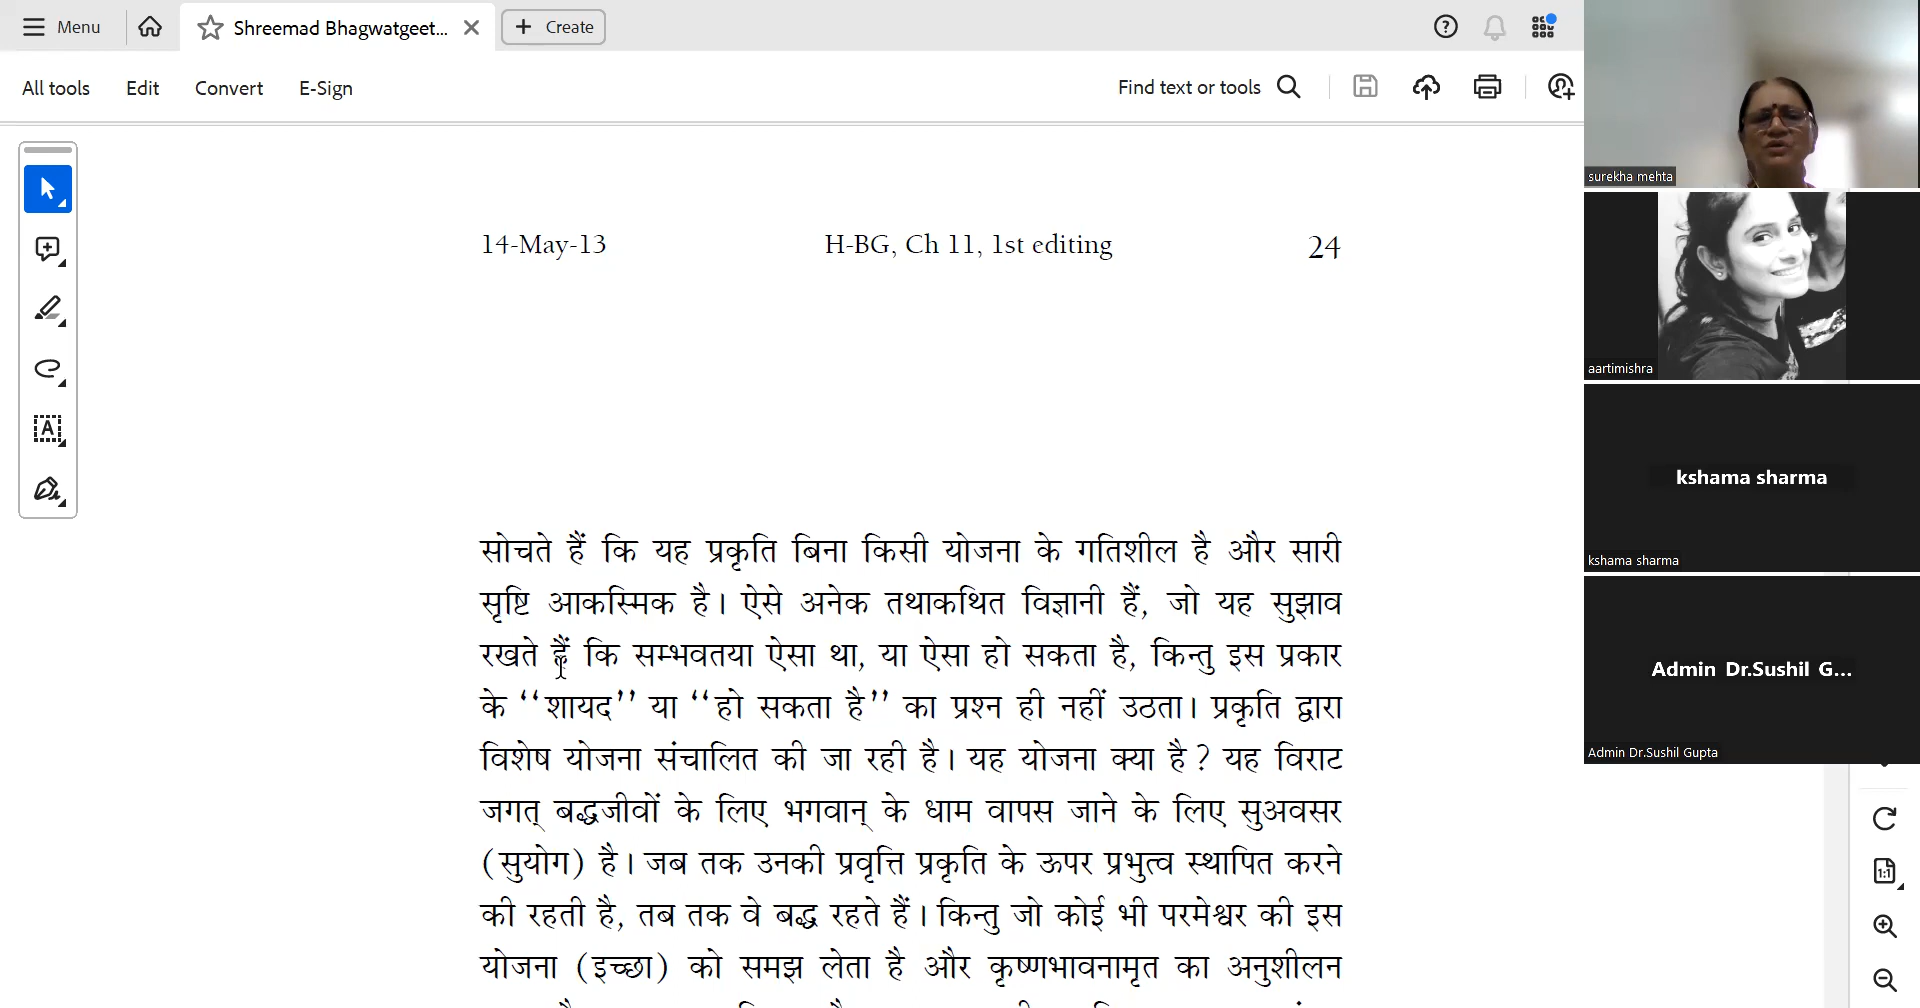 Menu
Shreemad Bhagwatgeet...
Create
All tools
Edit
Convert
E-Sign
Find text or tools
14-May-13 H-BG, Ch 11, 1st editing 24
सोचते हैं कि यह प्रकृति बिना किसी योजना के गतिशील है और सारी
सृष्टि आकस्मिक है। ऐसे अनेक तथाकथित विज्ञानी हैं, जो यह सुझाव
रखते हैं कि सम्भवतया ऐसा था, या ऐसा हो सकता है, किन्तु इस प्रकार
के ‘‘शायद’’ या ‘‘हो सकता है’’ का प्रश्न ही नहीं उठता। प्रकृति द्वारा
विशेष योजना संचालित की जा रही है। यह योजना क्या है? यह विराट
जगत् बद्धजीवों के लिए भगवान् के धाम वापस जाने के लिए सुअवसर
(सुयोग) है। जब तक उनकी प्रवृत्ति प्रकृति के ऊपर प्रभुत्व स्थापित करने
की रहती है, तब तक वे बद्ध रहते हैं। किन्तु जो कोई भी परमेश्वर की इस
योजना (इच्छा) को समझ लेता है और कृष्णभावनामृत का अनुशीलन
surekha mehta
aartimishra
kshama sharma
kshama sharma
Admin Dr.Sushil G...
Admin Dr.Sushil Gupta